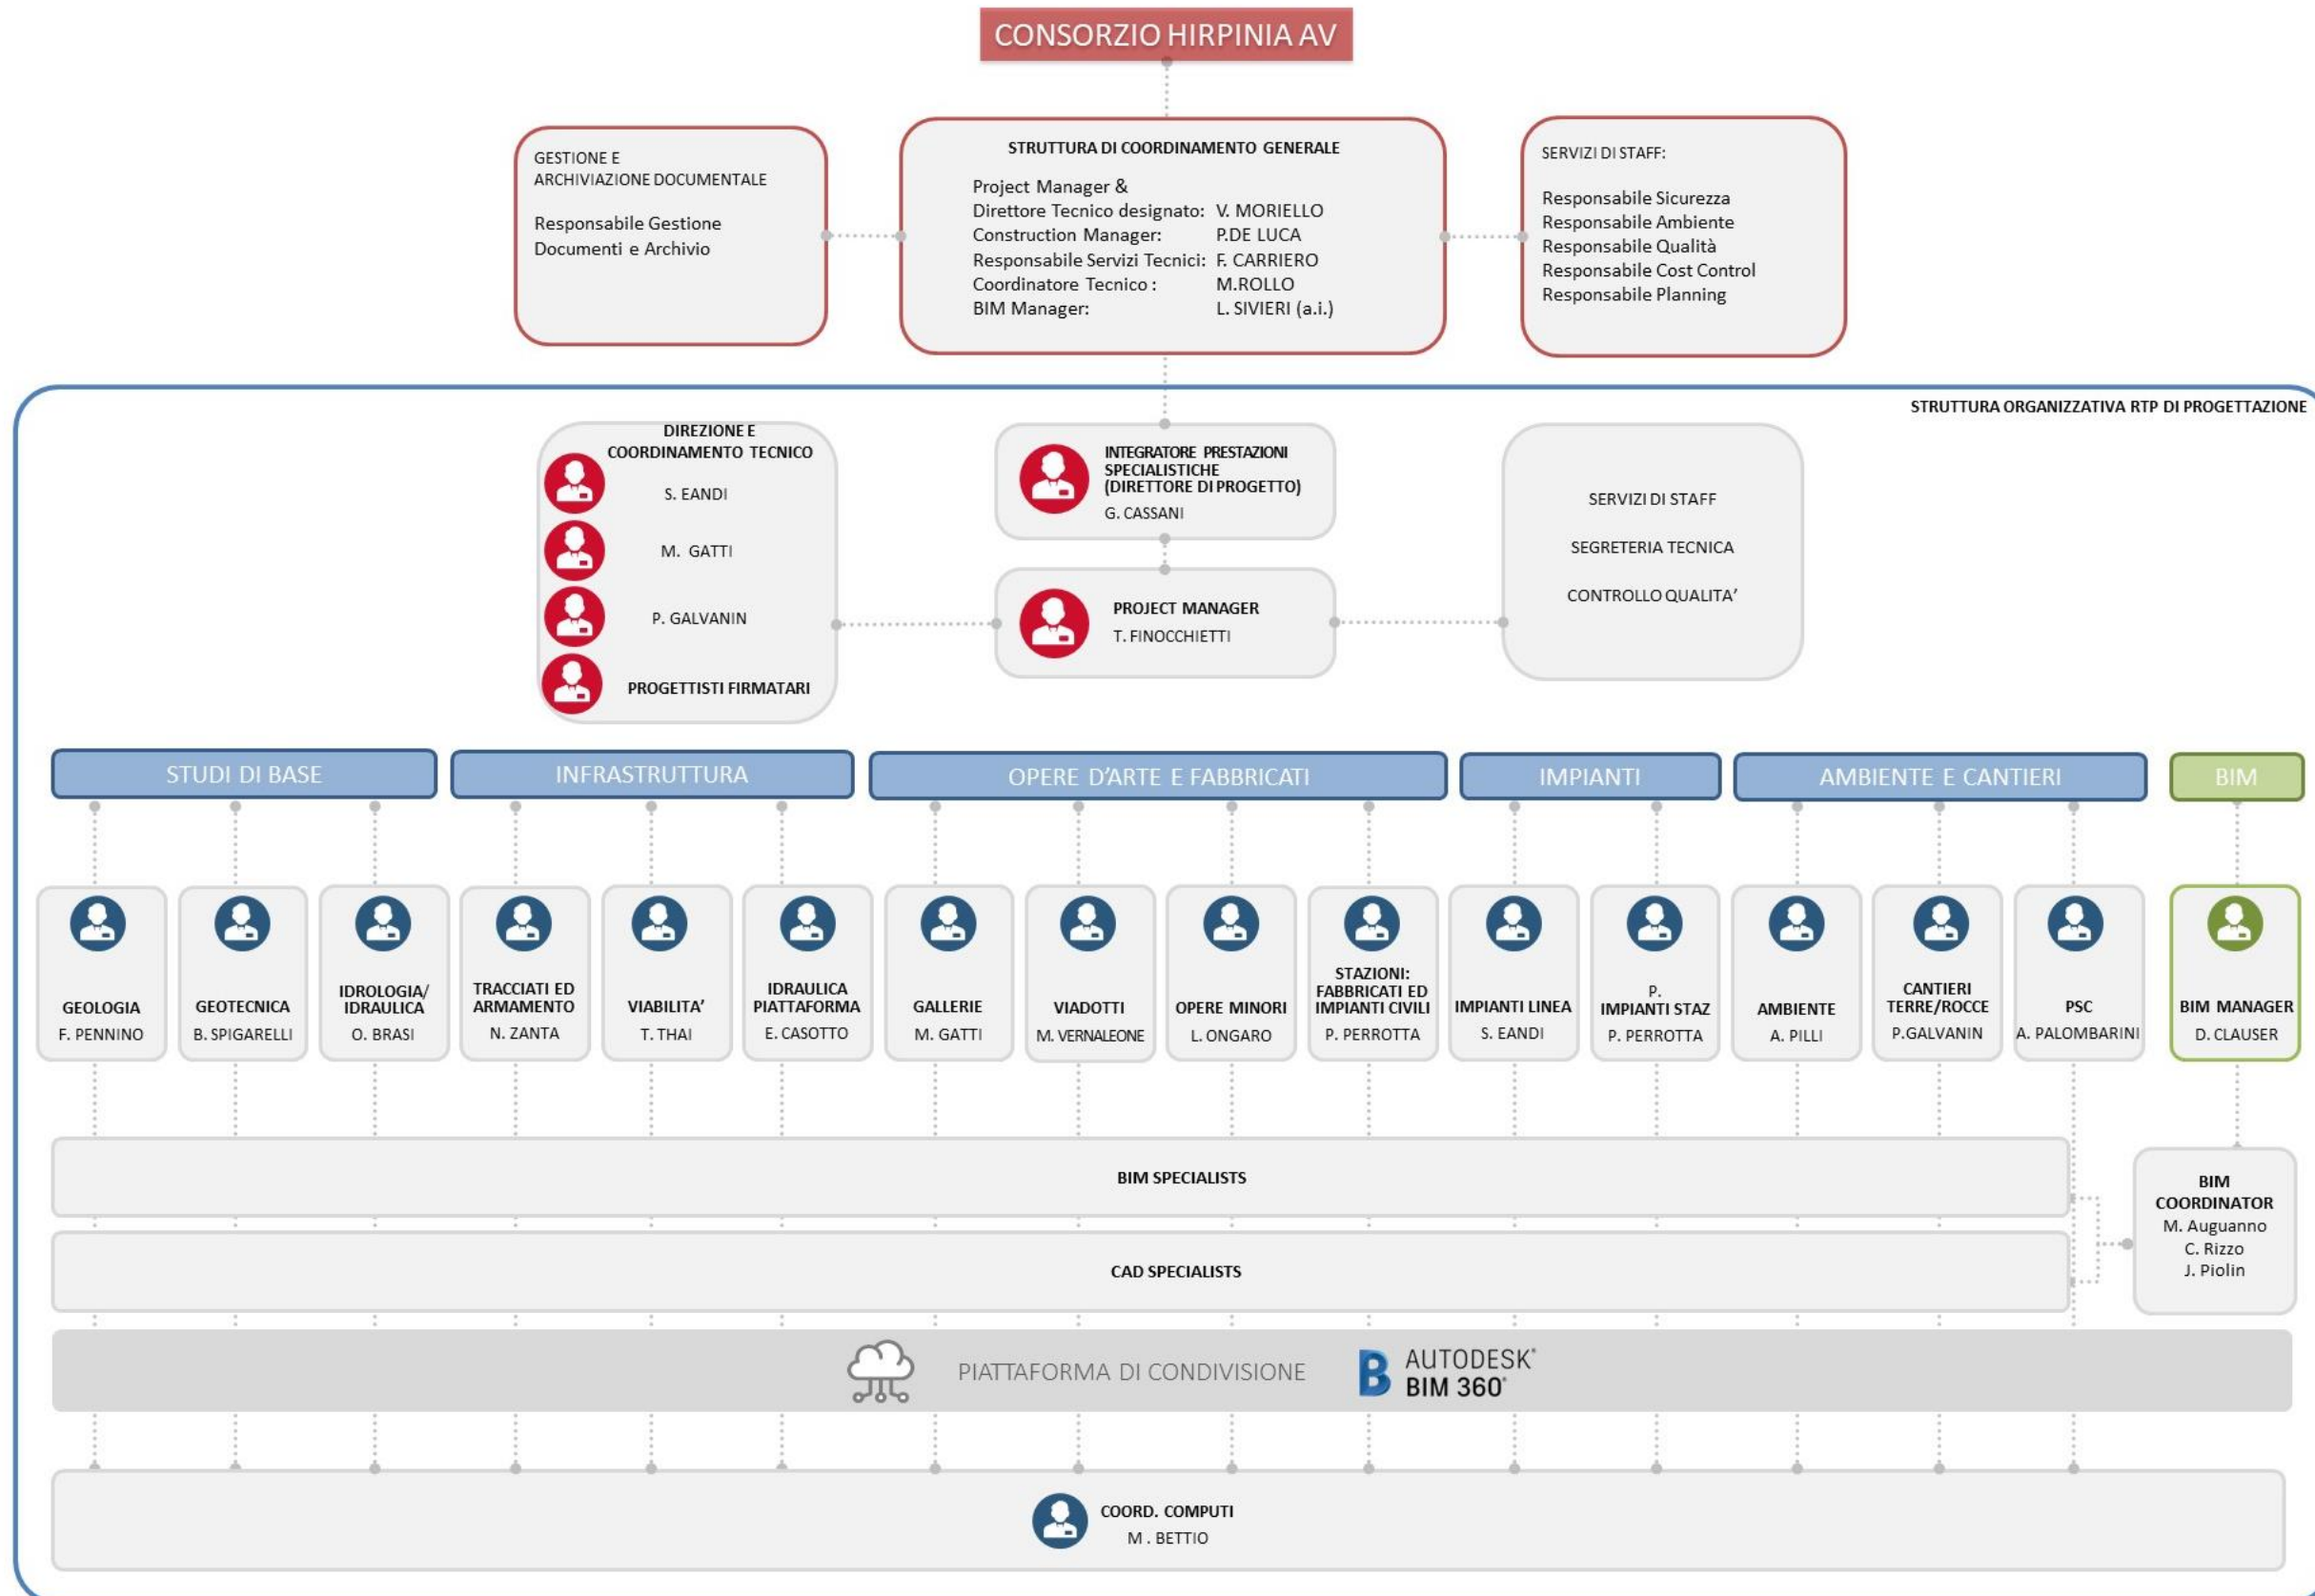 CONSORZIO HIRPINIA AV
GESTIONE E
ARCHIVIAZIONE DOCUMENTALE
Responsabile Gestione
Documenti e Archivio
STRUTTURA DI COORDINAMENTO GENERALE
Project Manager &
Direttore Tecnico designato: V. MORIELLO
Construction Manager: P.DE LUCA
Responsabile Servizi Tecnici: F. CARRIERO
Coordinatore Tecnico : M.ROLLO
BIM Manager: L. SIVIERI (a.i.)
SERVIZI DI STAFF:
Responsabile Sicurezza
Responsabile Ambiente
Responsabile Qualità
Responsabile Cost Control
Responsabile Planning
STRUTTURA ORGANIZZATIVA RTP DI PROGETTAZIONE
DIREZIONE E
COORDINAMENTO TECNICO
S. EANDI
M. GATTI
P. GALVANIN
PROGETTISTI FIRMATARI
INTEGRATORE PRESTAZIONI
SPECIALISTICHE
(DIRETTORE DI PROGETTO)
G. CASSANI
PROJECT MANAGER
T. FINOCCHIETTI
SERVIZI DI STAFF
SEGRETERIA TECNICA
CONTROLLO QUALITA’
STUDI DI BASE
INFRASTRUTTURA
OPERE D’ARTE E FABBRICATI
IMPIANTI
AMBIENTE E CANTIERI
BIM
GEOLOGIA
F. PENNINO
GEOTECNICA
B. SPIGARELLI
IDROLOGIA/
IDRAULICA
O. BRASI
TRACCIATI ED
ARMAMENTO
N. ZANTA
VIABILITA’
T. THAI
IDRAULICA
PIATTAFORMA
E. CASOTTO
GALLERIE
M. GATTI
VIADOTTI
M. VERNALEONE
OPERE MINORI
L. ONGARO
STAZIONI:
FABBRICATI ED
IMPIANTI CIVILI
P. PERROTTA
IMPIANTI LINEA
S. EANDI
P.
IMPIANTI STAZ
P. PERROTTA
AMBIENTE
A. PILLI
CANTIERI
TERRE/ROCCE
P.GALVANIN
PSC
A. PALOMBARINI
BIM MANAGER
D. CLAUSER
BIM SPECIALISTS
CAD SPECIALISTS
BIM
COORDINATOR
M. Auguanno
C. Rizzo
J. Piolin
PIATTAFORMA DI CONDIVISIONE
AUTODESK®
BIM 360®
COORD. COMPUTI
M . BETTIO